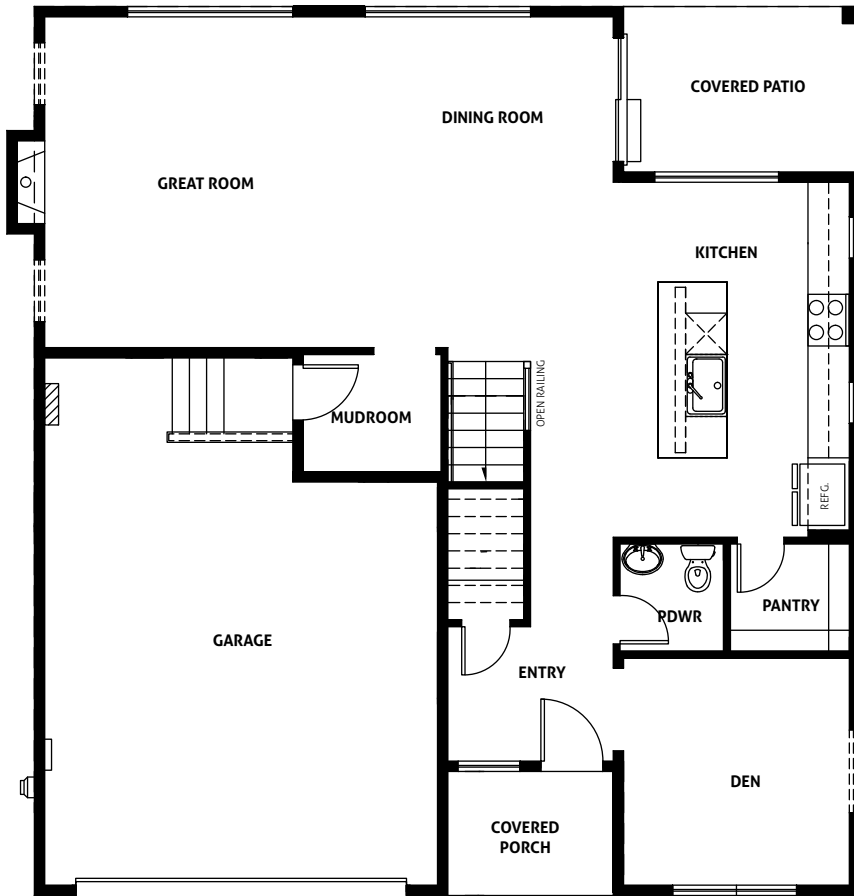 COVERED PATIO
DINING ROOM
GREAT ROOM
KITCHEN
OPEN RAILING
MUDROOM
REFG.
PANTRY
PDWR
GARAGE
ENTRY
DEN
COVERED
PORCH